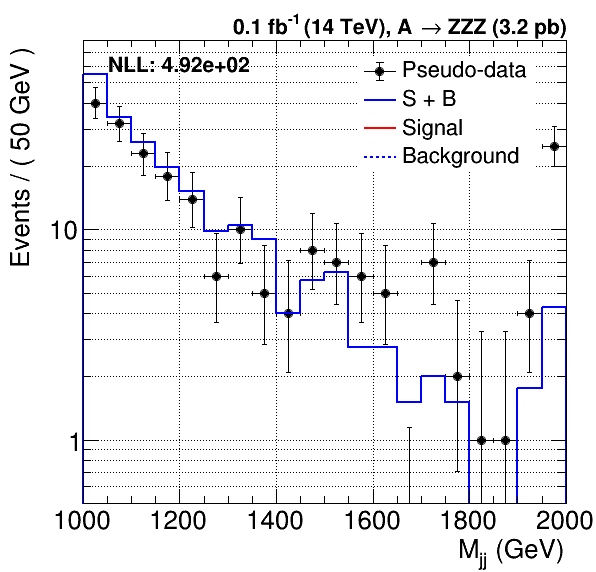 0.1 fb⁻¹ (14 TeV), A → ZZZ (3.2 pb)
NLL: 4.92e+02
Pseudo-data
S + B
Signal
Background
Events / ( 50 GeV )
10
1
1000 1200 1400 1600 1800 2000
M_jj (GeV)